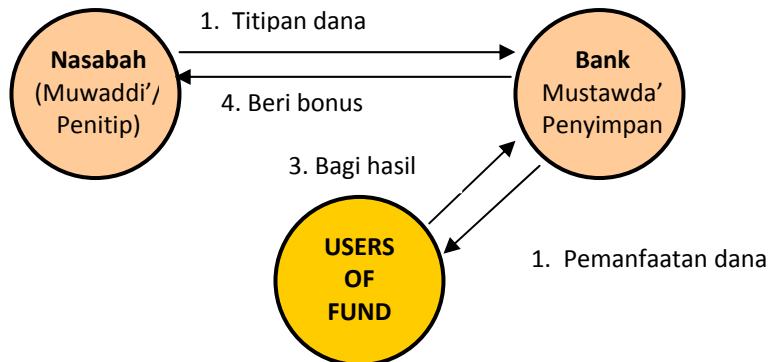 1. Titipan dana
Nasabah
(Muwaddi’/
Penitip)
Bank
Mustawda’
Penyimpan
4. Beri bonus
3. Bagi hasil
USERS
OF
FUND
1. Pemanfaatan dana